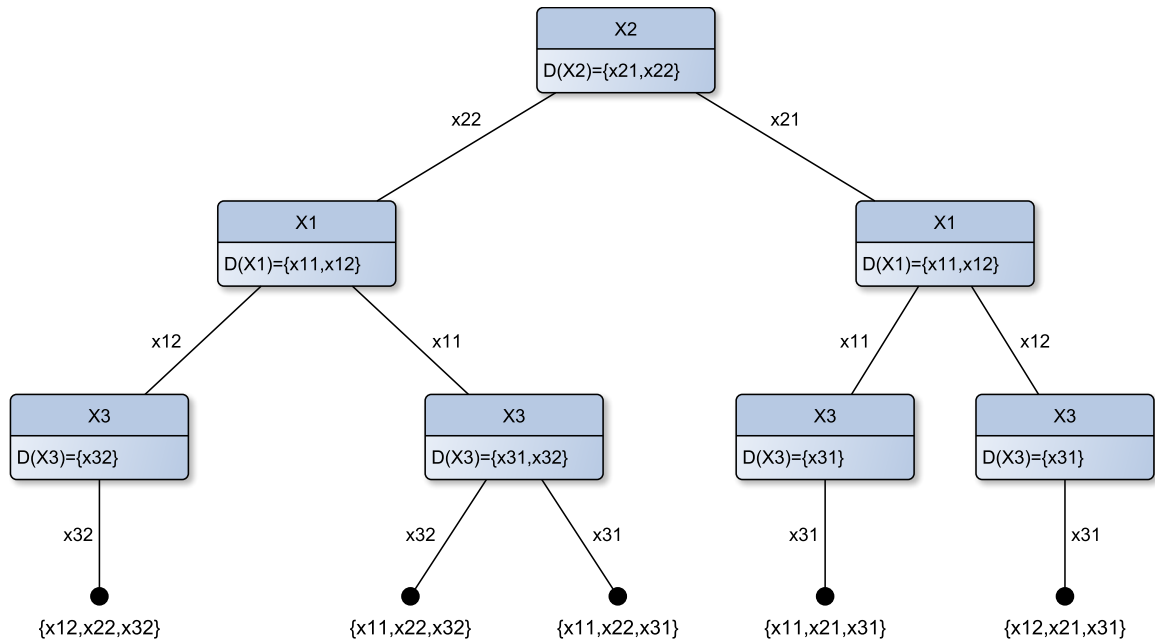 X2
D(X2)={x21,x22}
x22
x21
X1
D(X1)={x11,x12}
X1
D(X1)={x11,x12}
x12
x11
x11
x12
X3
D(X3)={x32}
X3
D(X3)={x31,x32}
X3
D(X3)={x31}
X3
D(X3)={x31}
x32
x32
x31
x31
x31
{x12,x22,x32}
{x11,x22,x32}
{x11,x22,x31}
{x11,x21,x31}
{x12,x21,x31}